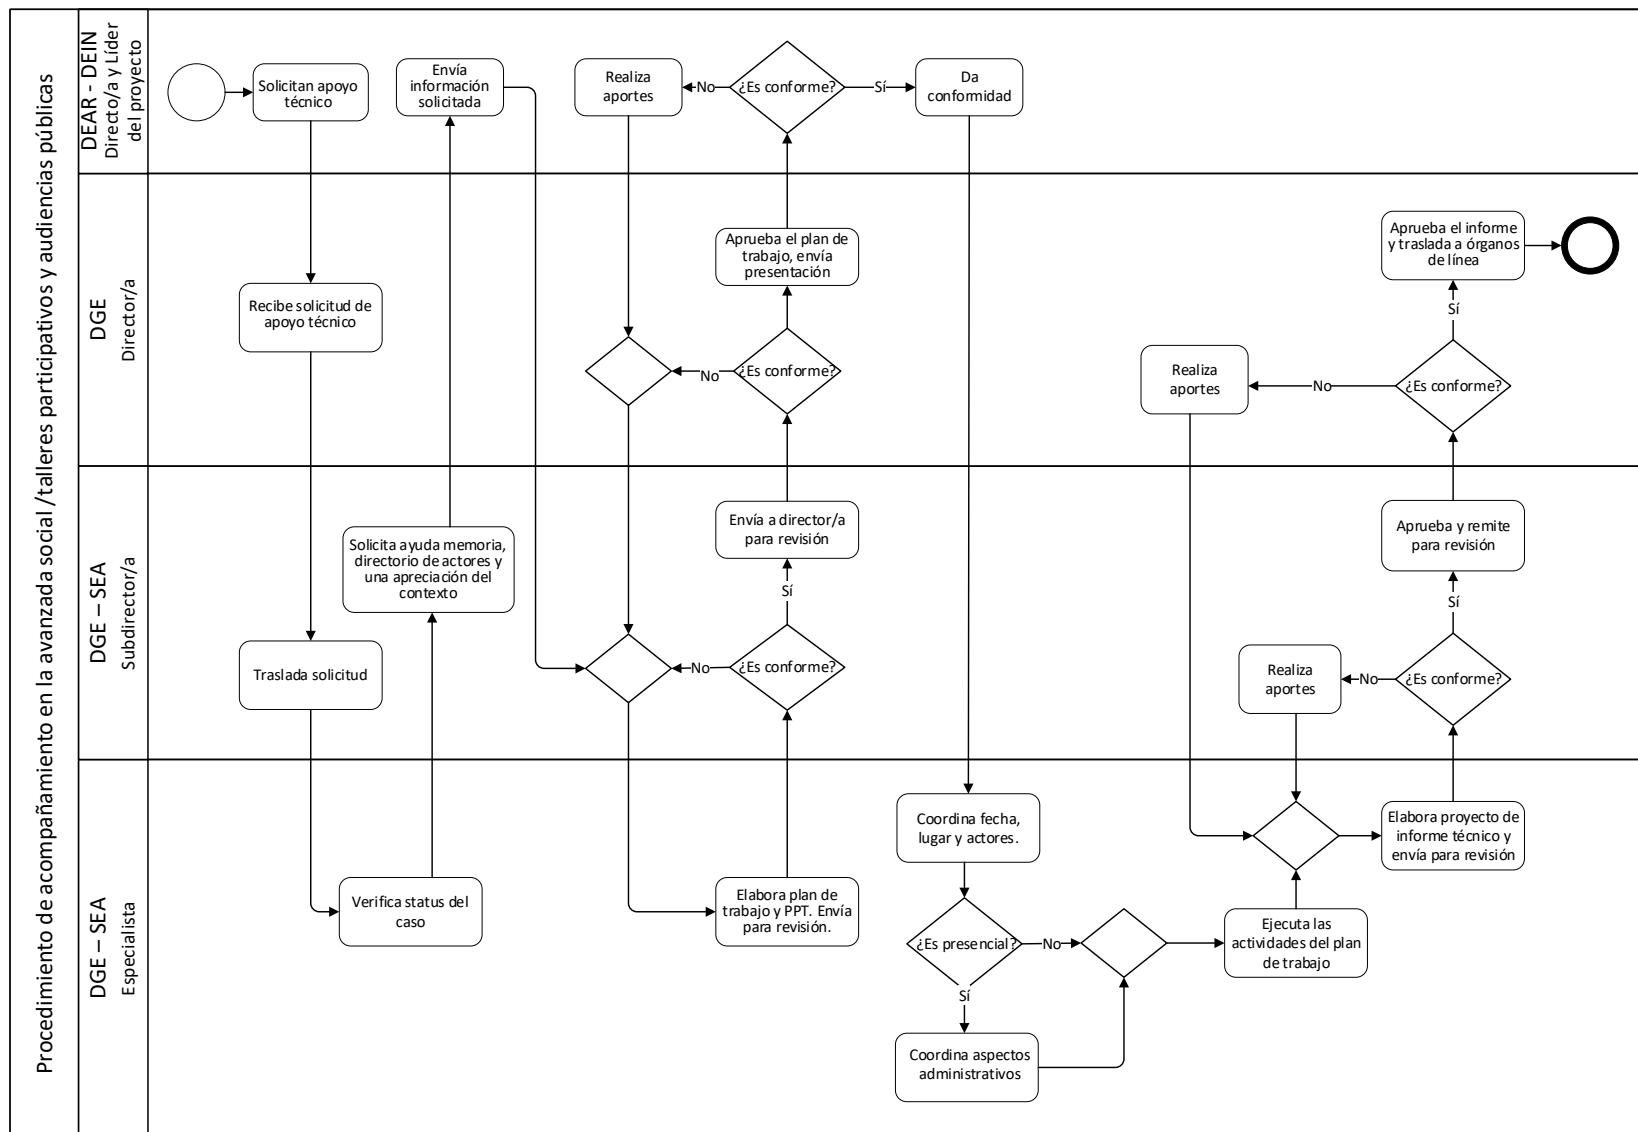 Procedimiento de acompañamiento en la avanzada social /talleres participativos y audiencias públicas
DEAR - DEIN
Directo/a y Líder
del proyecto
Solicitan apoyo
técnico
Envía
información
solicitada
Realiza
aportes
No
¿Es conforme?
Sí
Da
conformidad
DGE
Director/a
Recibe solicitud de
apoyo técnico
Aprueba el plan de
trabajo, envía
presentación
No
¿Es conforme?
Aprueba el informe
y traslada a órganos
de línea
Sí
Realiza
aportes
No
¿Es conforme?
DGE – SEA
Subdirector/a
Traslada solicitud
Solicita ayuda memoria,
directorio de actores y
una apreciación del
contexto
Envía a director/a
para revisión
Sí
No
¿Es conforme?
Aprueba y remite
para revisión
Sí
Realiza
aportes
No
¿Es conforme?
DGE – SEA
Especialista
Verifica status del
caso
Elabora plan de
trabajo y PPT. Envía
para revisión.
Coordina fecha,
lugar y actores.
¿Es presencial?
No
Sí
Coordina aspectos
administrativos
Ejecuta las
actividades del plan
de trabajo
Elabora proyecto de
informe técnico y
envía para revisión